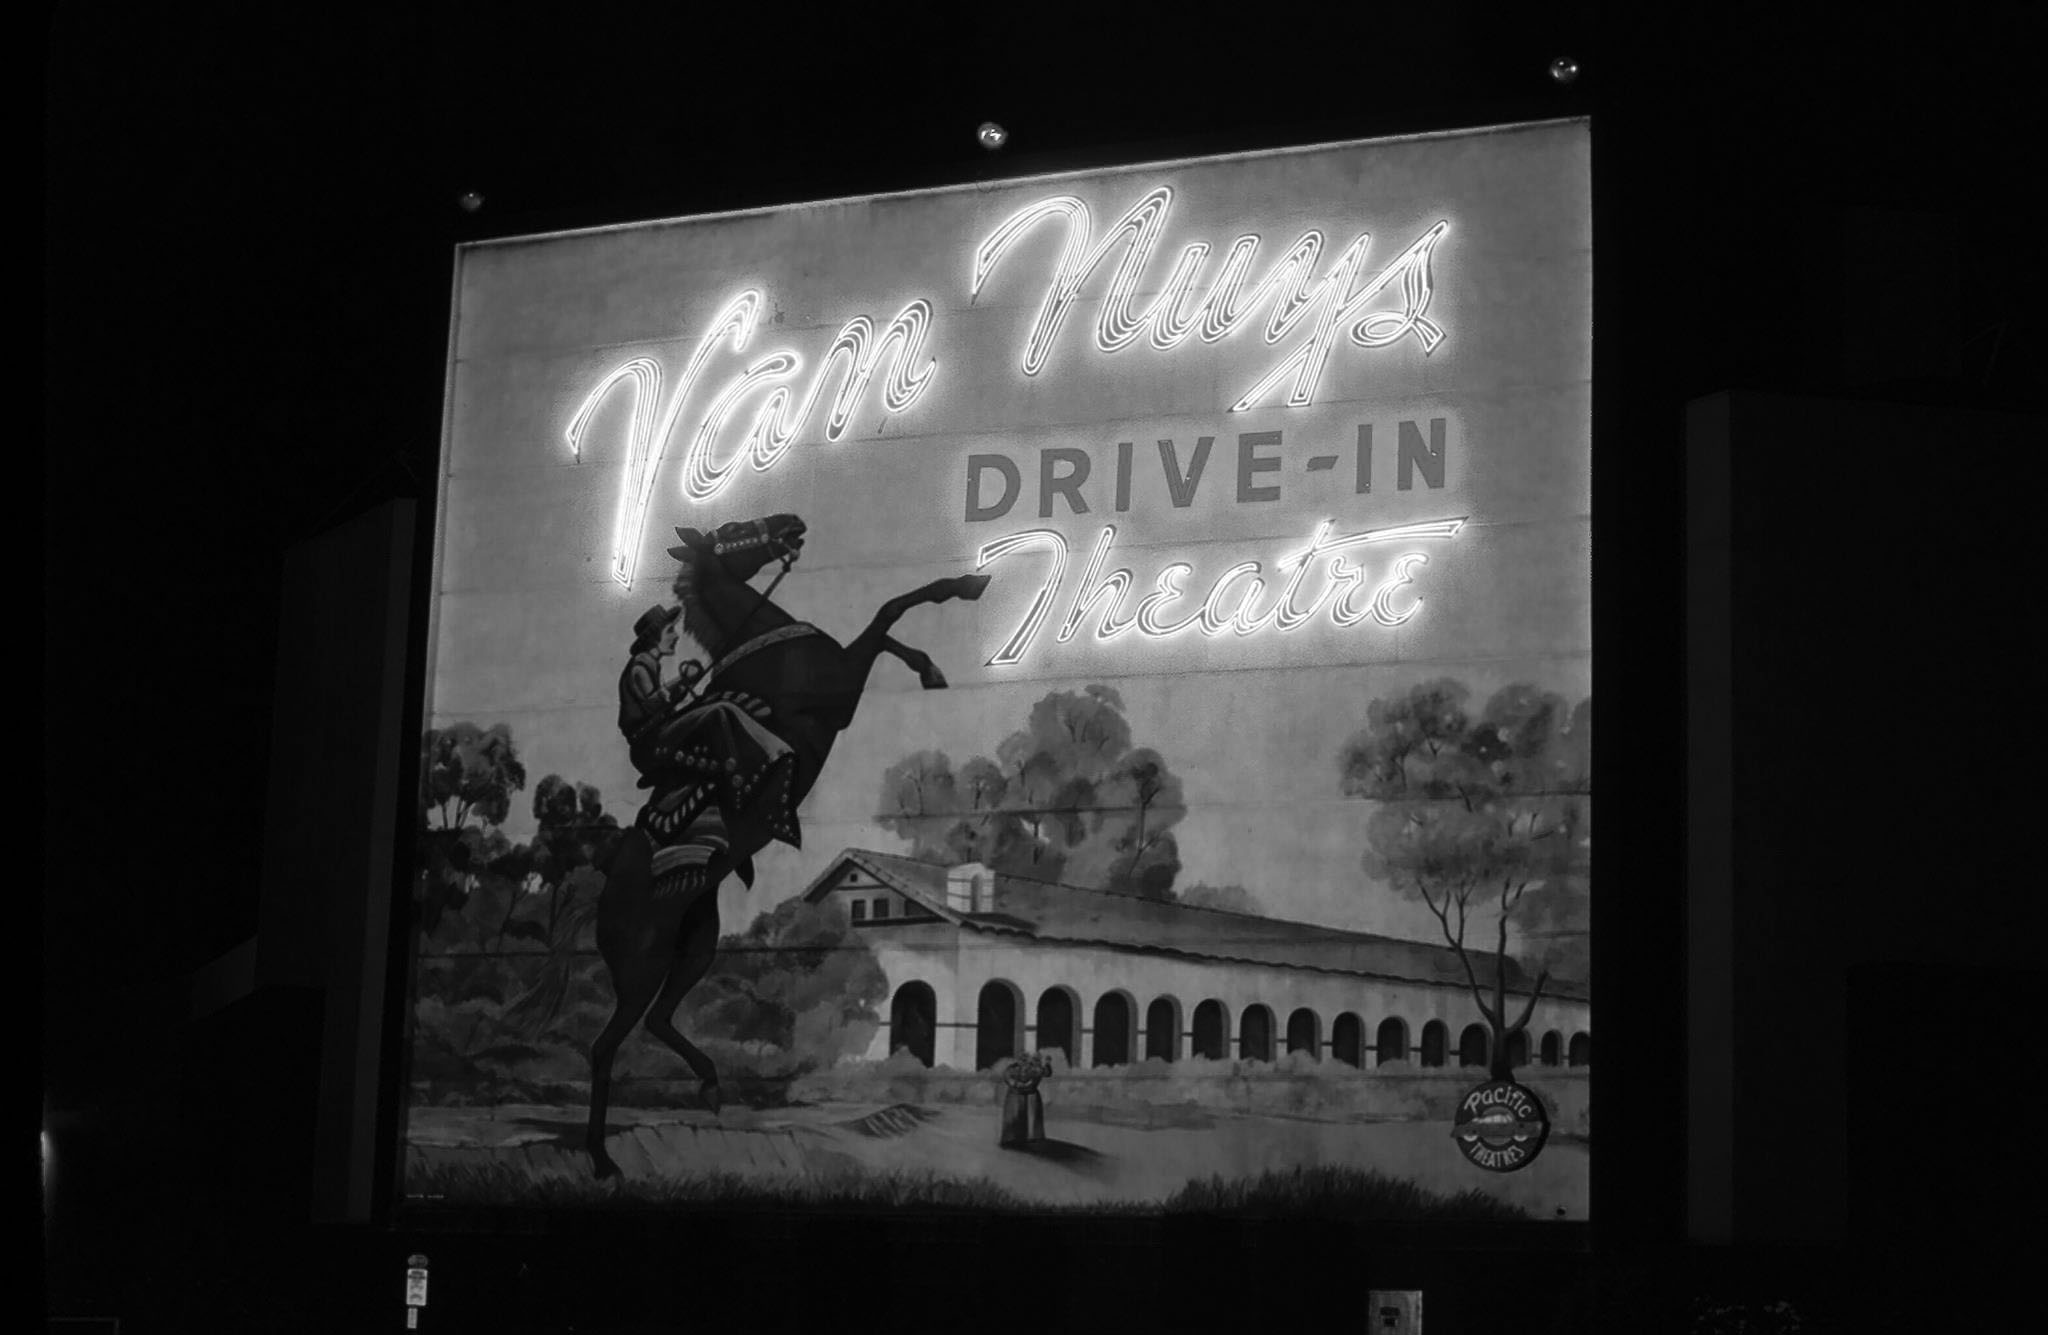 Van Nuys
DRIVE-IN
Theatre
Pacific
THEATRES